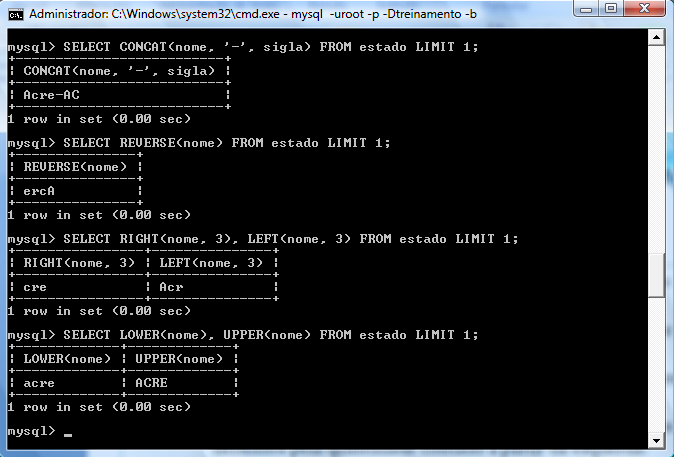 Administrador: C:\Windows\system32\cmd.exe - mysql -uroot -p -Dtreinamento -b
mysql> SELECT CONCAT(nome, '-', sigla) FROM estado LIMIT 1;
+--------------------------+
| CONCAT(nome, '-', sigla) |
+--------------------------+
| Acre-AC                  |
+--------------------------+
1 row in set (0.00 sec)
mysql> SELECT REVERSE(nome) FROM estado LIMIT 1;
+---------------+
| REVERSE(nome) |
+---------------+
| ercA          |
+---------------+
1 row in set (0.00 sec)
mysql> SELECT RIGHT(nome, 3), LEFT(nome, 3) FROM estado LIMIT 1;
+----------------+---------------+
| RIGHT(nome, 3) | LEFT(nome, 3) |
+----------------+---------------+
| cre            | Acr           |
+----------------+---------------+
1 row in set (0.00 sec)
mysql> SELECT LOWER(nome), UPPER(nome) FROM estado LIMIT 1;
+-------------+-------------+
| LOWER(nome) | UPPER(nome) |
+-------------+-------------+
| acre        | ACRE        |
+-------------+-------------+
1 row in set (0.00 sec)
mysql> _